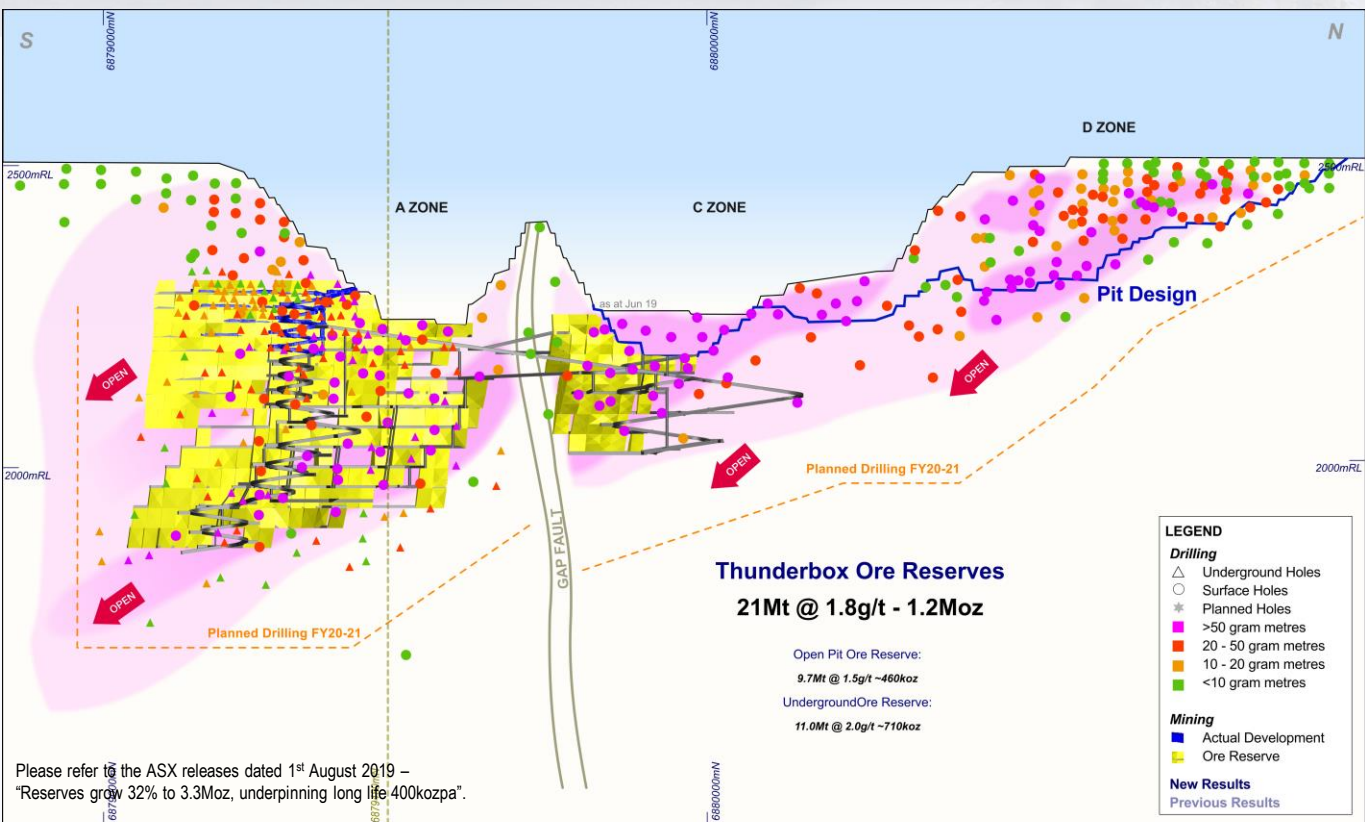 S
N
6879000mN
6880000mN
D ZONE
2500mRL
2500mRL
A ZONE
C ZONE
as at Jun 19
Pit Design
OPEN
OPEN
OPEN
OPEN
2000mRL
2000mRL
Planned Drilling FY20-21
GAP FAULT
Thunderbox Ore Reserves
21Mt @ 1.8g/t - 1.2Moz
Planned Drilling FY20-21
Open Pit Ore Reserve:
9.7Mt @ 1.5g/t ~460koz
UndergroundOre Reserve:
11.0Mt @ 2.0g/t ~710koz
LEGEND
Drilling
Underground Holes
Surface Holes
Planned Holes
>50 gram metres
20 - 50 gram metres
10 - 20 gram metres
<10 gram metres
Mining
Actual Development
Ore Reserve
New Results
Previous Results
Please refer to the ASX releases dated 1st August 2019 –
“Reserves grow 32% to 3.3Moz, underpinning long life 400kozpa”.
6880000mN